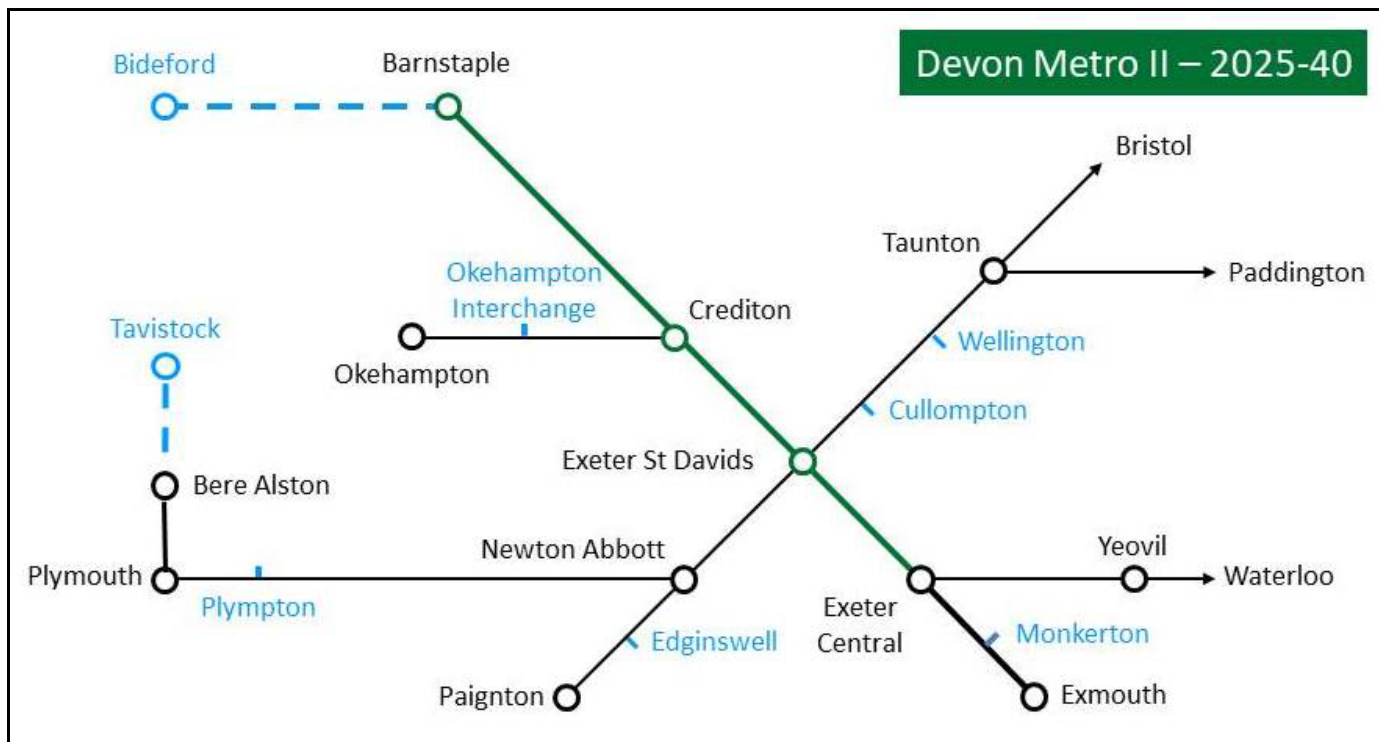 Devon Metro II – 2025-40
Bideford
Barnstaple
Bristol
Taunton
Paddington
Okehampton
Interchange
Crediton
Tavistock
Okehampton
Wellington
Cullompton
Exeter St Davids
Bere Alston
Newton Abbott
Yeovil
Plymouth
Waterloo
Plympton
Exeter
Central
Edginswell
Monkerton
Paignton
Exmouth